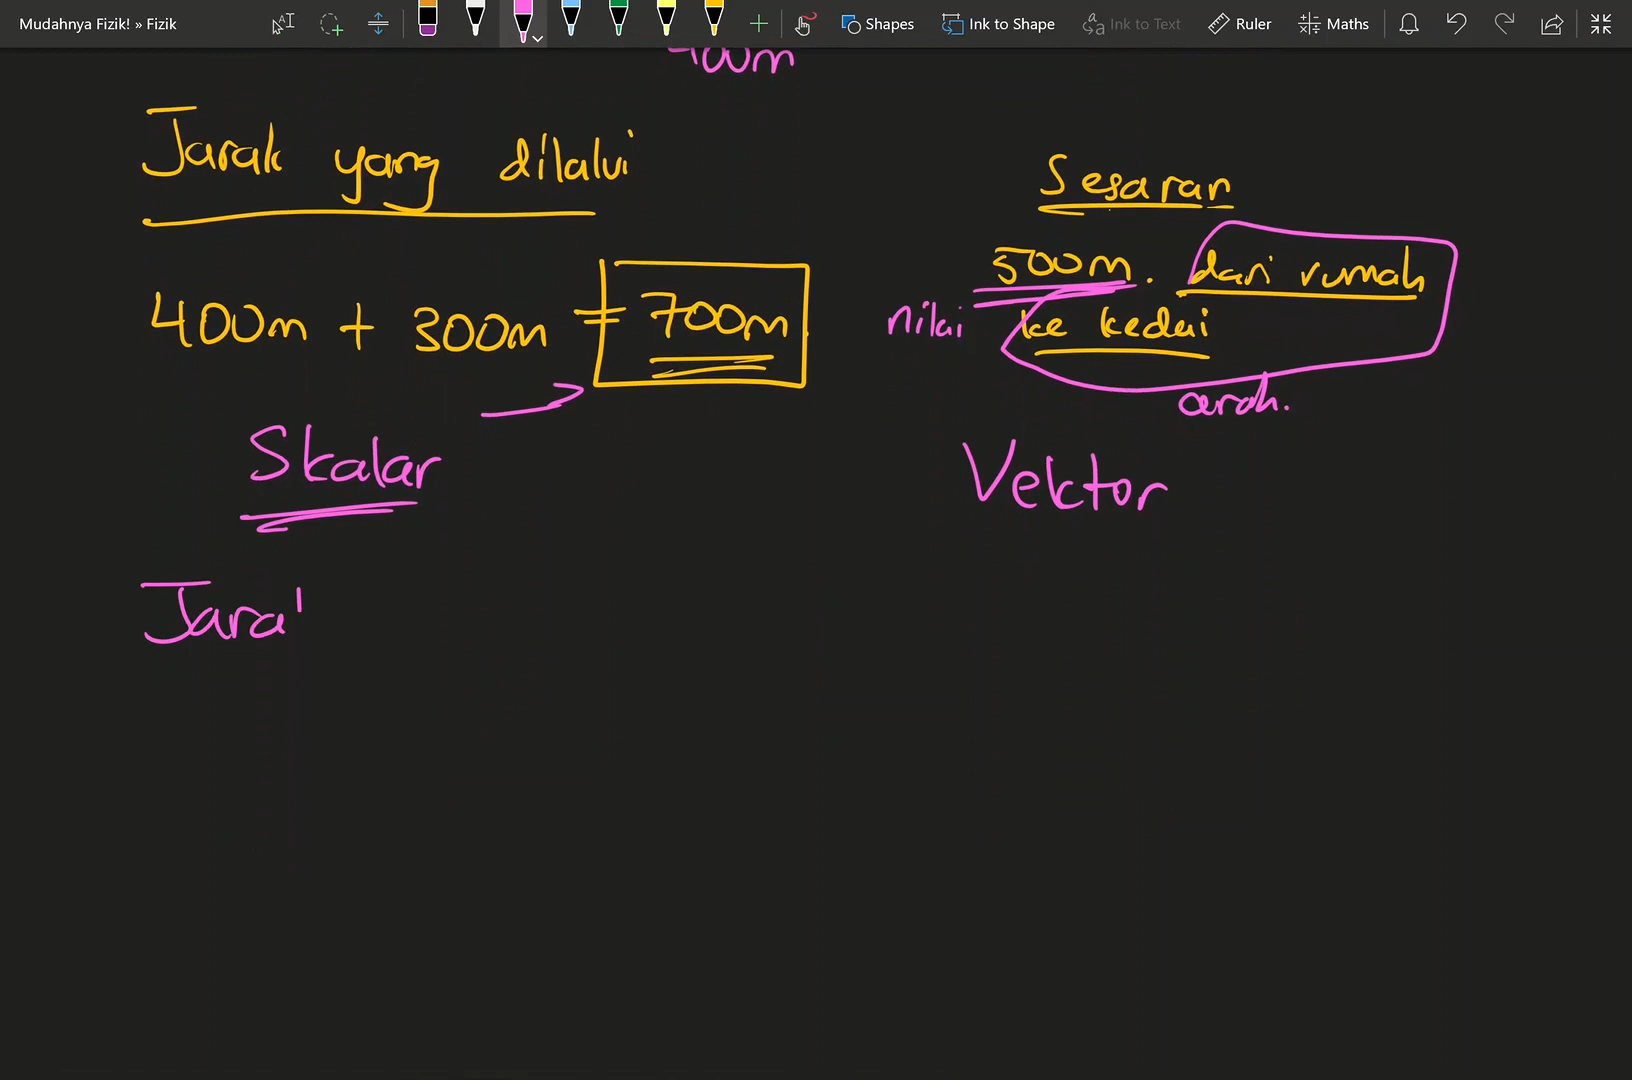 Mudahnya Fizik! » Fizik
Shapes
Ink to Shape
Ink to Text
Ruler
Maths
400m
Jarak yang dilalui
400m + 300m = 700m
Skalar
Jara'
Sesaran
500m. dari rumah
nilai ke kedai
arah.
Vektor